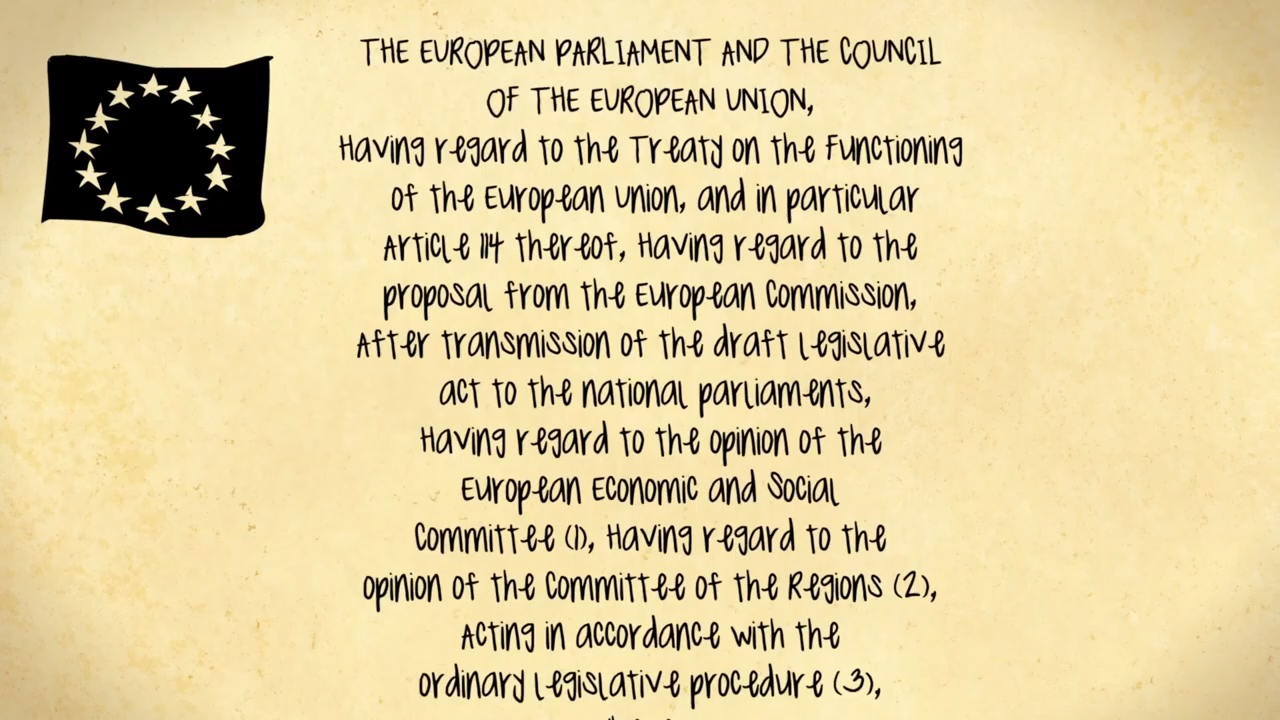 THE EUROPEAN PARLIAMENT AND THE COUNCIL
OF THE EUROPEAN UNION,
Having regard to the Treaty on the Functioning
of the European Union, and in particular
Article 114 thereof, Having regard to the
proposal from the European Commission,
After transmission of the draft legislative
act to the national parliaments,
Having regard to the opinion of the
European Economic and Social
Committee (1), Having regard to the
opinion of the Committee of the Regions (2),
Acting in accordance with the
ordinary legislative procedure (3),